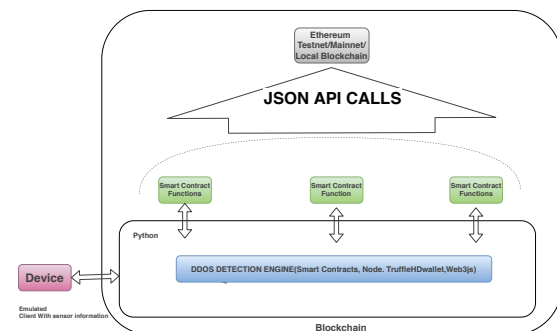 Ethereum
Testnet/Mainnet/
Local Blockchain
JSON API CALLS
Smart Contract
Functions
Smart Contract
Function
Smart Contract
Functions
Python
DDOS DETECTION ENGINE(Smart Contracts, Node. TruffleHDwallet,Web3js)
Device
Emulated
Client With sensor information
Blockchain